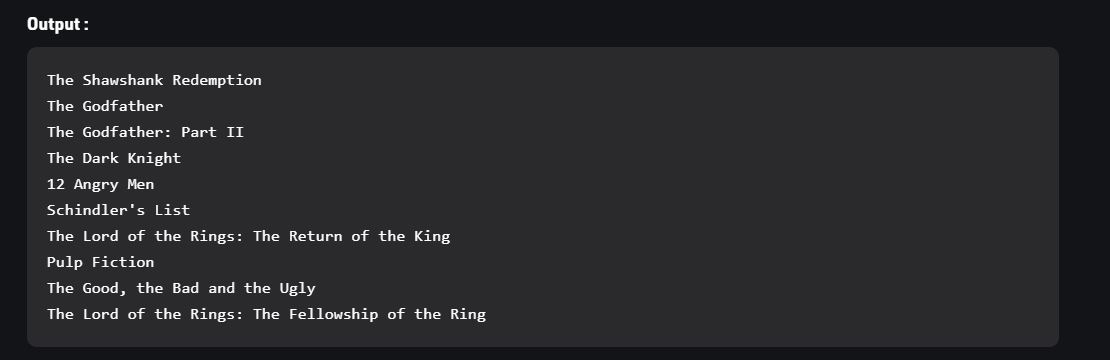 Output :
The Shawshank Redemption
The Godfather
The Godfather: Part II
The Dark Knight
12 Angry Men
Schindler's List
The Lord of the Rings: The Return of the King
Pulp Fiction
The Good, the Bad and the Ugly
The Lord of the Rings: The Fellowship of the Ring